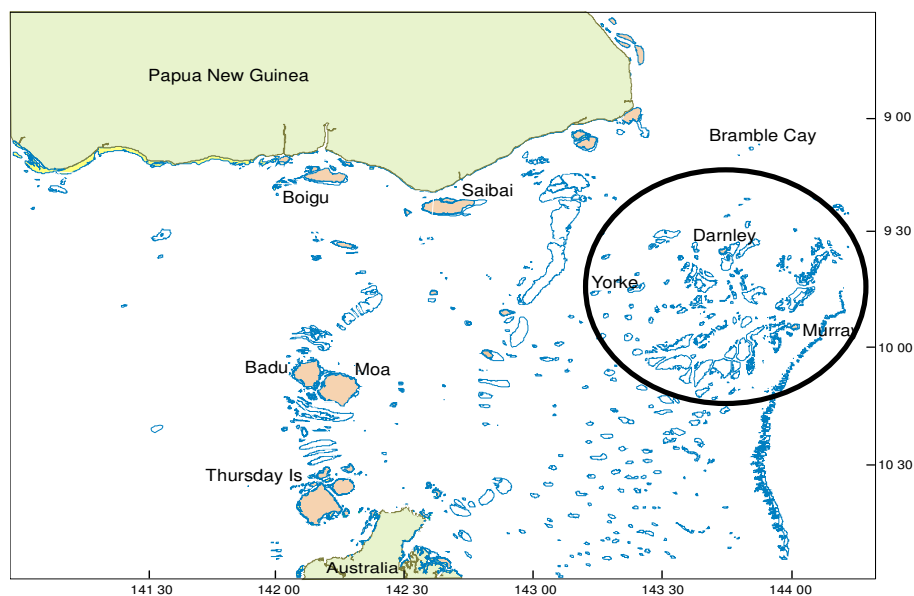 Papua New Guinea
9 00
Bramble Cay
Boigu
Saibai
9 30
Darnley
Yorke
Murray
10 00
Badu
Moa
10 30
Thursday Is
Australia
141 30
142 00
142 30
143 00
143 30
144 00